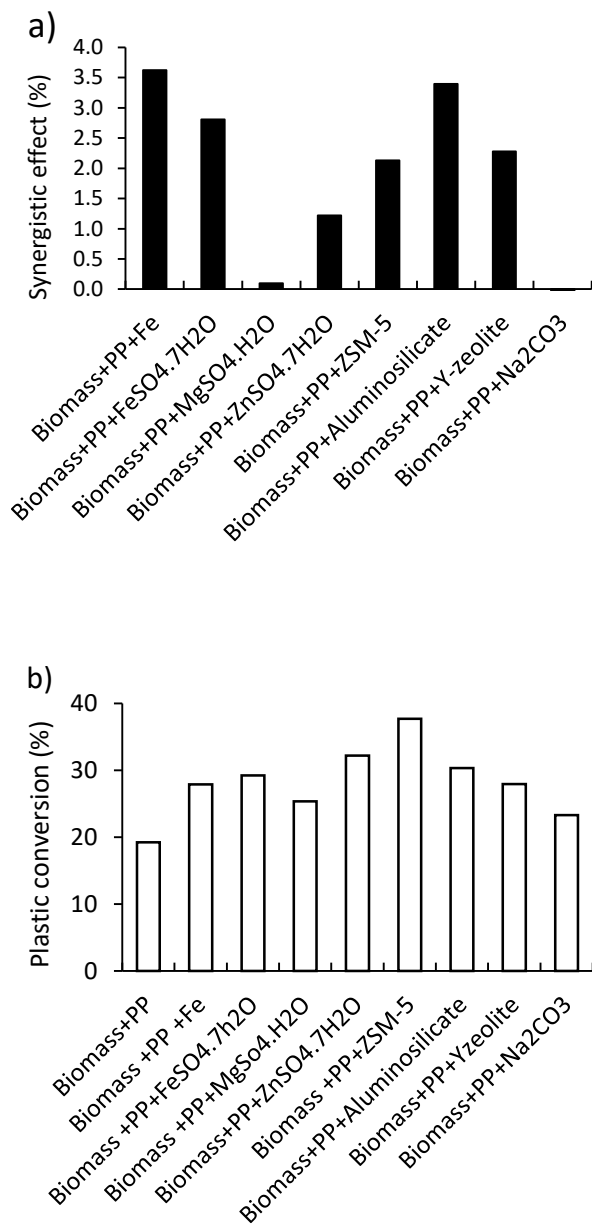 a)
Synergistic effect (%)
4.0
3.5
3.0
2.5
2.0
1.5
1.0
0.5
0.0
Biomass+PP+Fe
Biomass+PP+FeSO4.7H2O
Biomass+PP+MgSO4.H2O
Biomass+PP+ZnSO4.7H2O
Biomass+PP+ZSM-5
Biomass+PP+Aluminosilicate
Biomass+PP+Y-zeolite
Biomass+PP+Na2CO3
b)
Plastic conversion (%)
40
30
20
10
0
Biomass+PP
Biomass +PP +Fe
Biomass +PP+FeSO4.7h2O
Biomass +PP+MgSo4.H2O
Biomass+PP+ZnSO4.7H2O
Biomass +PP+ZSM-5
Biomass+PP+Aluminosilicate
Biomass+PP+Yzeolite
Biomass+PP+Na2CO3